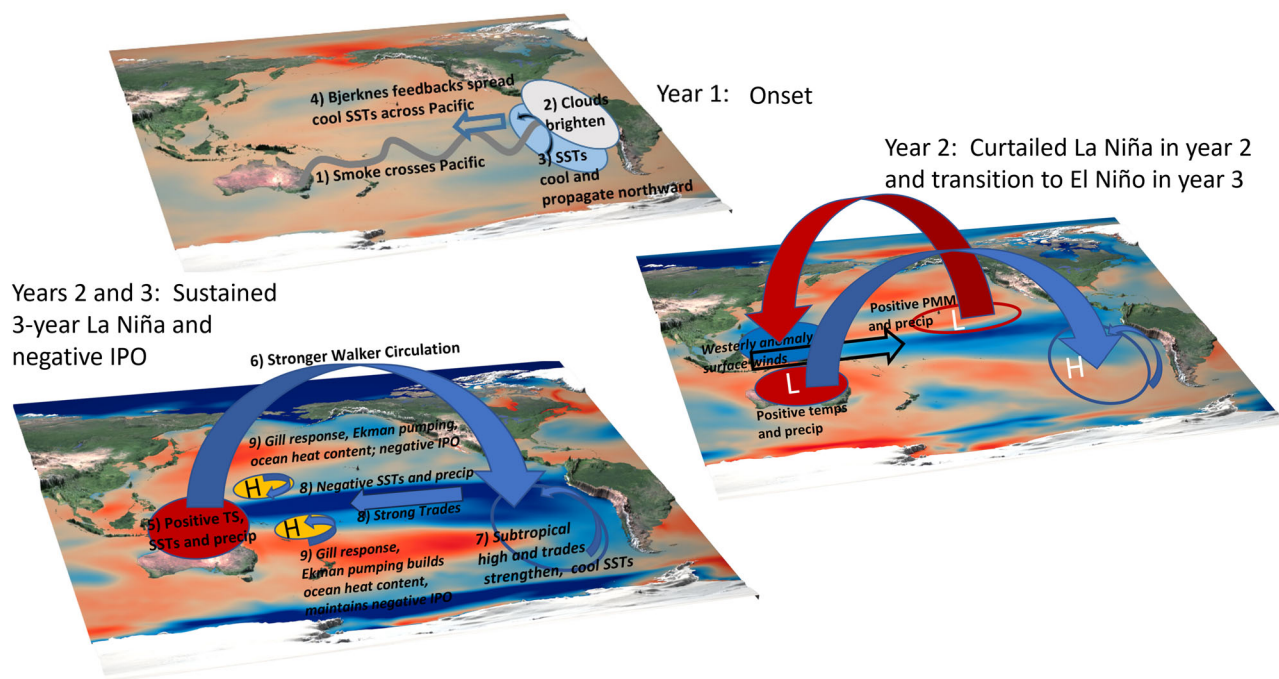 Year 1: Onset
4) Bjerknes feedbacks spread
cool SSTs across Pacific
2) Clouds
brighten
1) Smoke crosses Pacific
3) SSTs
cool and
propagate northward
Year 2: Curtailed La Niña in year 2
and transition to El Niño in year 3
Positive PMM
and precip
L
Westerly anomaly
surface winds
H
L
Positive temps
and precip
Years 2 and 3: Sustained
3-year La Niña and
negative IPO
6) Stronger Walker Circulation
9) Gill response, Ekman pumping,
ocean heat content; negative IPO
H
8) Negative SSTs and precip
5) Positive TS,
SSTs and precip
8) Strong Trades
H
7) Subtropical
high and trades
strengthen, cool SSTs
9) Gill response,
Ekman pumping builds
ocean heat content,
maintains negative IPO